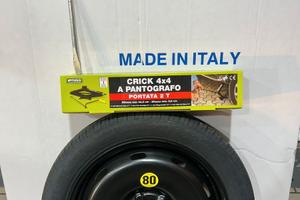 MADE IN ITALY
CRICK 4x4
A PANTOGRAFO
PORTATA 2 T
80